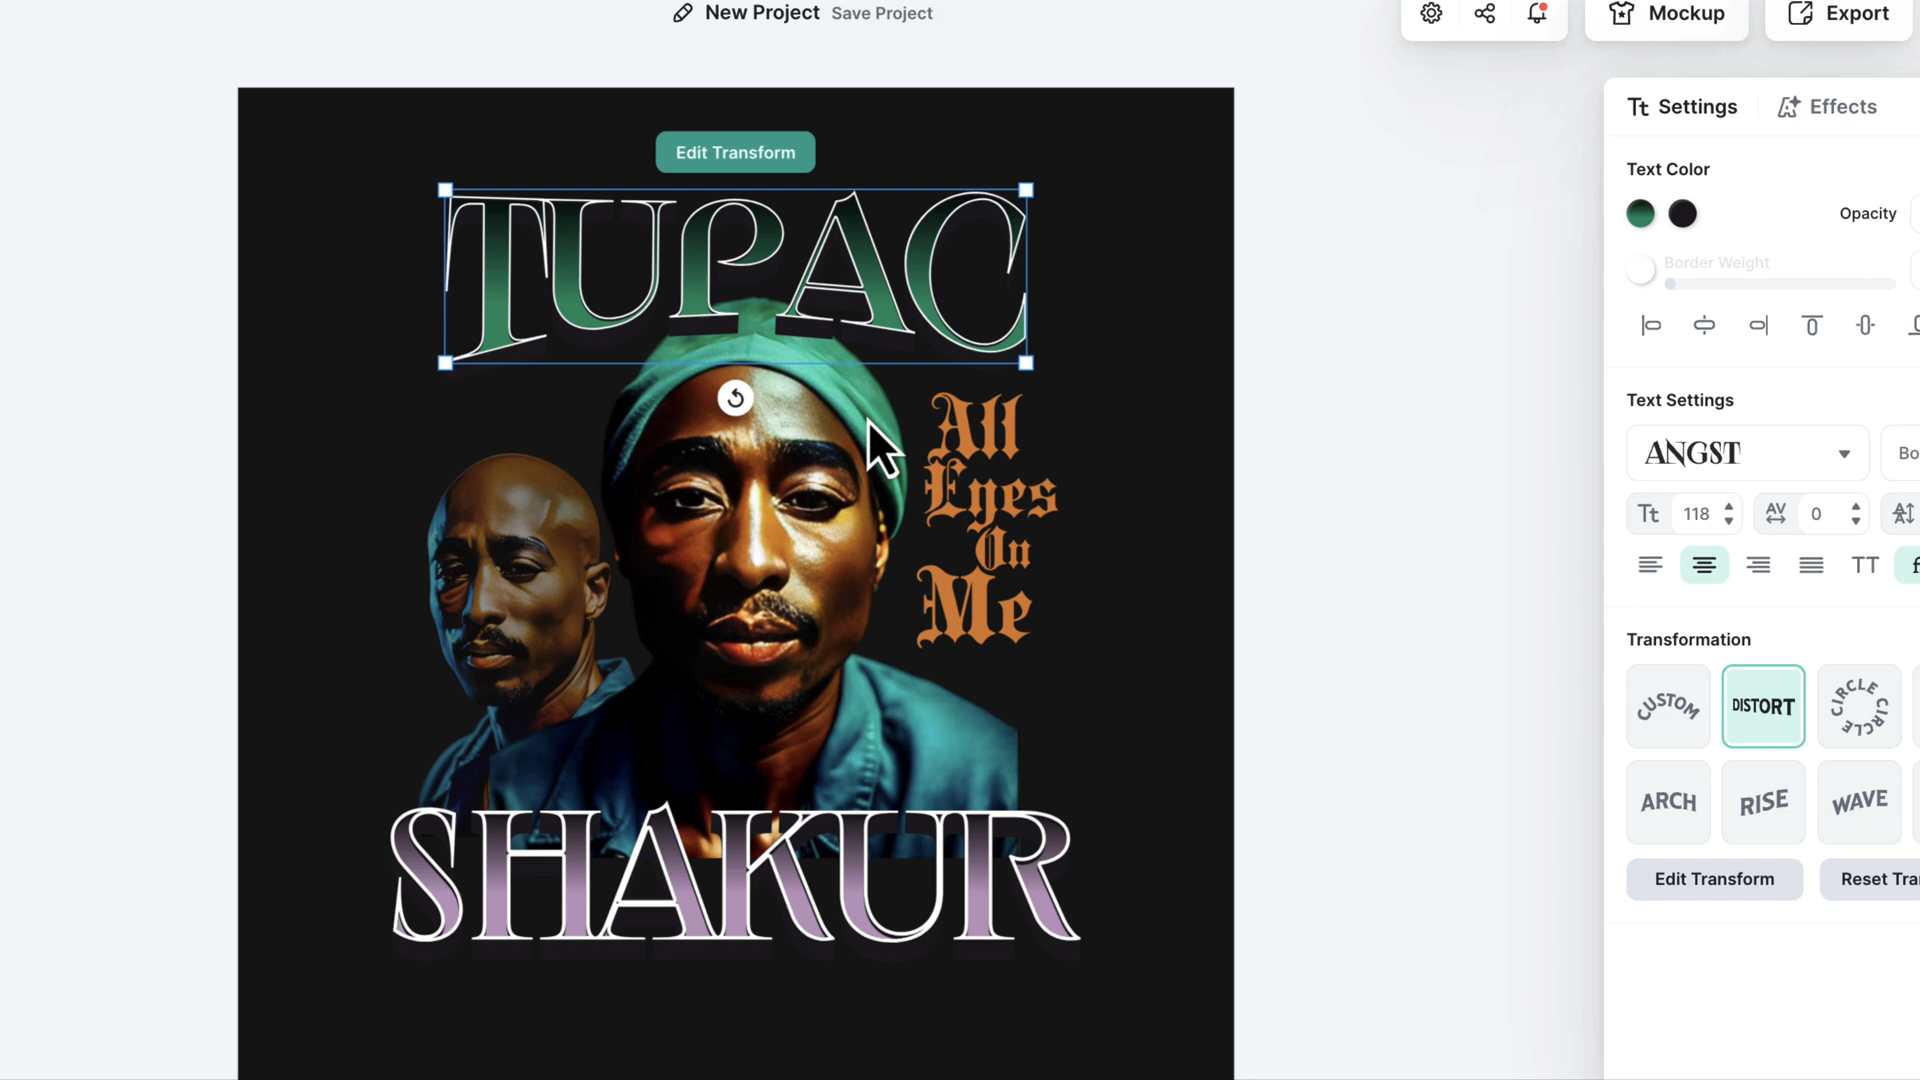 New Project Save Project
Mockup
Export
Settings
Effects
Edit Transform
TUPAC
All
Eyes
On
Me
SHAKUR
Text Color
Opacity
Border Weight
Text Settings
ANGST
Bo
Tt 118 AV 0
TT
Transformation
CUSTOM
DISTORT
CIRCLE CIRCLE
ARCH
RISE
WAVE
Edit Transform
Reset Tra